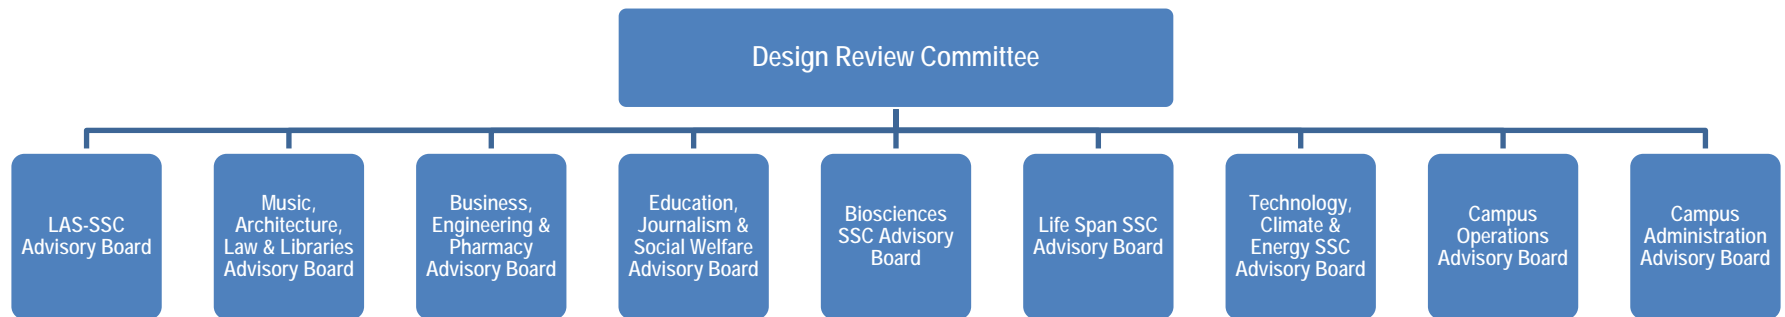 Design Review Committee
LAS-SSC
Advisory Board
Music,
Architecture,
Law & Libraries
Advisory Board
Business,
Engineering &
Pharmacy
Advisory Board
Education,
Journalism &
Social Welfare
Advisory Board
Biosciences
SSC Advisory
Board
Life Span SSC
Advisory Board
Technology,
Climate &
Energy SSC
Advisory Board
Campus
Operations
Advisory Board
Campus
Administration
Advisory Board